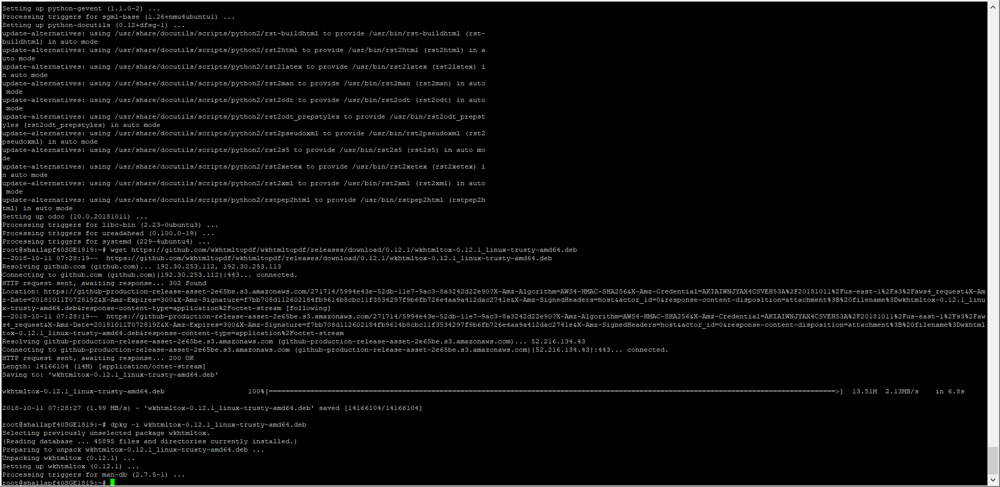 Setting up python-gevent (1.1.0-2) ...
Processing triggers for sgml-base (1.26+nmu4ubuntu1) ...
Setting up python-docutils (0.12+dfsg-1) ...
update-alternatives: using /usr/share/docutils/scripts/python2/rst-buildhtml to provide /usr/bin/rst-buildhtml (rst-
buildhtml) in auto mode
update-alternatives: using /usr/share/docutils/scripts/python2/rst2html to provide /usr/bin/rst2html (rst2html) in a
uto mode
update-alternatives: using /usr/share/docutils/scripts/python2/rst2latex to provide /usr/bin/rst2latex (rst2latex) i
n auto mode
update-alternatives: using /usr/share/docutils/scripts/python2/rst2man to provide /usr/bin/rst2man (rst2man) in auto
 mode
update-alternatives: using /usr/share/docutils/scripts/python2/rst2odt to provide /usr/bin/rst2odt (rst2odt) in auto
 mode
update-alternatives: using /usr/share/docutils/scripts/python2/rst2odt_prepstyles to provide /usr/bin/rst2odt_prepst
yles (rst2odt_prepstyles) in auto mode
update-alternatives: using /usr/share/docutils/scripts/python2/rst2pseudoxml to provide /usr/bin/rst2pseudoxml (rst2
pseudoxml) in auto mode
update-alternatives: using /usr/share/docutils/scripts/python2/rst2s5 to provide /usr/bin/rst2s5 (rst2s5) in auto mo
de
update-alternatives: using /usr/share/docutils/scripts/python2/rst2xetex to provide /usr/bin/rst2xetex (rst2xetex) i
n auto mode
update-alternatives: using /usr/share/docutils/scripts/python2/rst2xml to provide /usr/bin/rst2xml (rst2xml) in auto
 mode
update-alternatives: using /usr/share/docutils/scripts/python2/rstpep2html to provide /usr/bin/rstpep2html (rstpep2h
tml) in auto mode
Setting up odoo (10.0.20181011) ...
Processing triggers for libc-bin (2.23-0ubuntu3) ...
Processing triggers for ureadahead (0.100.0-19) ...
Processing triggers for systemd (229-4ubuntu4) ...
root@shailapf40SGE1819:~# wget https://github.com/wkhtmltopdf/wkhtmltopdf/releases/download/0.12.1/wkhtmltox-0.12.1_linux-trusty-amd64.deb
--2018-10-11 07:28:19--  https://github.com/wkhtmltopdf/wkhtmltopdf/releases/download/0.12.1/wkhtmltox-0.12.1_linux-trusty-amd64.deb
Resolving github.com (github.com)... 192.30.253.112, 192.30.253.113
Connecting to github.com (github.com)|192.30.253.112|:443... connected.
HTTP request sent, awaiting response... 302 Found
Location: https://github-production-release-asset-2e65be.s3.amazonaws.com/271714/5994e43e-52db-11e7-9ac3-8a3242d22e90?X-Amz-Algorithm=AWS4-HMAC-SHA256&X-Amz-Credential=AKIAIWNJYAX4CSVEH53A%2F20181011%2Fus-east-1%2Fs3%2Faws4_request&X-Am
z-Date=20181011T072819Z&X-Amz-Expires=300&X-Amz-Signature=f7bb708d112602184fb9614b8cbc11f3534297f9b6fb726e4aa9a412dac2741e&X-Amz-SignedHeaders=host&actor_id=0&response-content-disposition=attachment%3B%20filename%3Dwkhtmltox-0.12.1_linu
x-trusty-amd64.deb&response-content-type=application%2Foctet-stream [following]
--2018-10-11 07:28:19--  https://github-production-release-asset-2e65be.s3.amazonaws.com/271714/5994e43e-52db-11e7-9ac3-8a3242d22e90?X-Amz-Algorithm=AWS4-HMAC-SHA256&X-Amz-Credential=AKIAIWNJYAX4CSVEH53A%2F20181011%2Fus-east-1%2Fs3%2Faw
s4_request&X-Amz-Date=20181011T072819Z&X-Amz-Expires=300&X-Amz-Signature=f7bb708d112602184fb9614b8cbc11f3534297f9b6fb726e4aa9a412dac2741e&X-Amz-SignedHeaders=host&actor_id=0&response-content-disposition=attachment%3B%20filename%3Dwkhtml
tox-0.12.1_linux-trusty-amd64.deb&response-content-type=application%2Foctet-stream
Resolving github-production-release-asset-2e65be.s3.amazonaws.com (github-production-release-asset-2e65be.s3.amazonaws.com)... 52.216.134.43
Connecting to github-production-release-asset-2e65be.s3.amazonaws.com (github-production-release-asset-2e65be.s3.amazonaws.com)|52.216.134.43|:443... connected.
HTTP request sent, awaiting response... 200 OK
Length: 14166104 (14M) [application/octet-stream]
Saving to: 'wkhtmltox-0.12.1_linux-trusty-amd64.deb'
wkhtmltox-0.12.1_linux-trusty-amd64.deb                    100%[========================================================================================================================================>]  13.51M  2.13MB/s    in 6.8s
2018-10-11 07:28:27 (1.99 MB/s) - 'wkhtmltox-0.12.1_linux-trusty-amd64.deb' saved [14166104/14166104]
root@shailapf40SGE1819:~# dpkg -i wkhtmltox-0.12.1_linux-trusty-amd64.deb
Selecting previously unselected package wkhtmltox.
(Reading database ... 45895 files and directories currently installed.)
Preparing to unpack wkhtmltox-0.12.1_linux-trusty-amd64.deb ...
Unpacking wkhtmltox (0.12.1) ...
Setting up wkhtmltox (0.12.1) ...
Processing triggers for man-db (2.7.5-1) ...
root@shailapf40SGE1819:~#